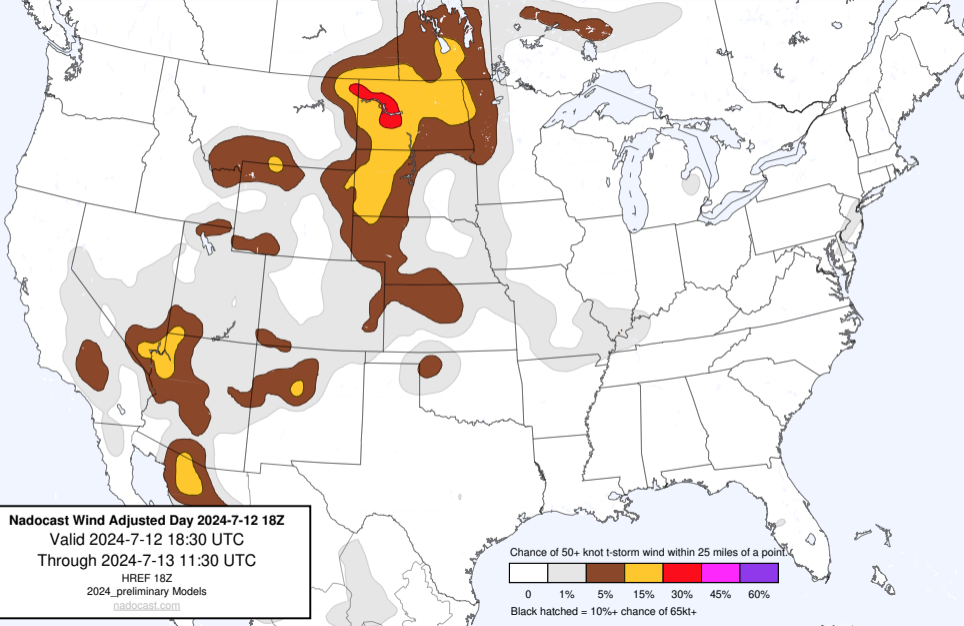 Nadocast Wind Adjusted Day 2024-7-12 18Z
Valid 2024-7-12 18:30 UTC
Through 2024-7-13 11:30 UTC
HREF 18Z
2024_preliminary Models
nadocast.com
Chance of 50+ knot t-storm wind within 25 miles of a point.
0 1% 5% 15% 30% 45% 60%
Black hatched = 10%+ chance of 65kt+